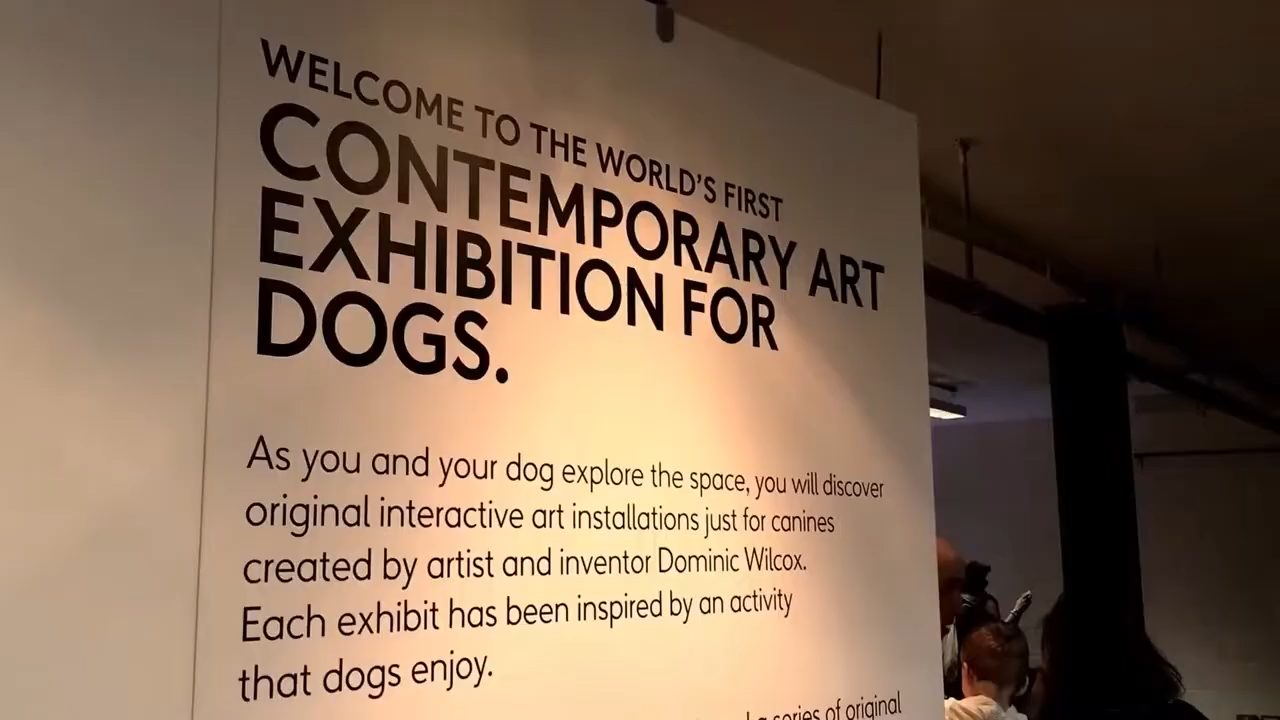 WELCOME TO THE WORLD'S FIRST
CONTEMPORARY ART
EXHIBITION FOR
DOGS.
As you and your dog explore the space, you will discover
original interactive art installations just for canines
created by artist and inventor Dominic Wilcox.
Each exhibit has been inspired by an activity
that dogs enjoy.
a series of original